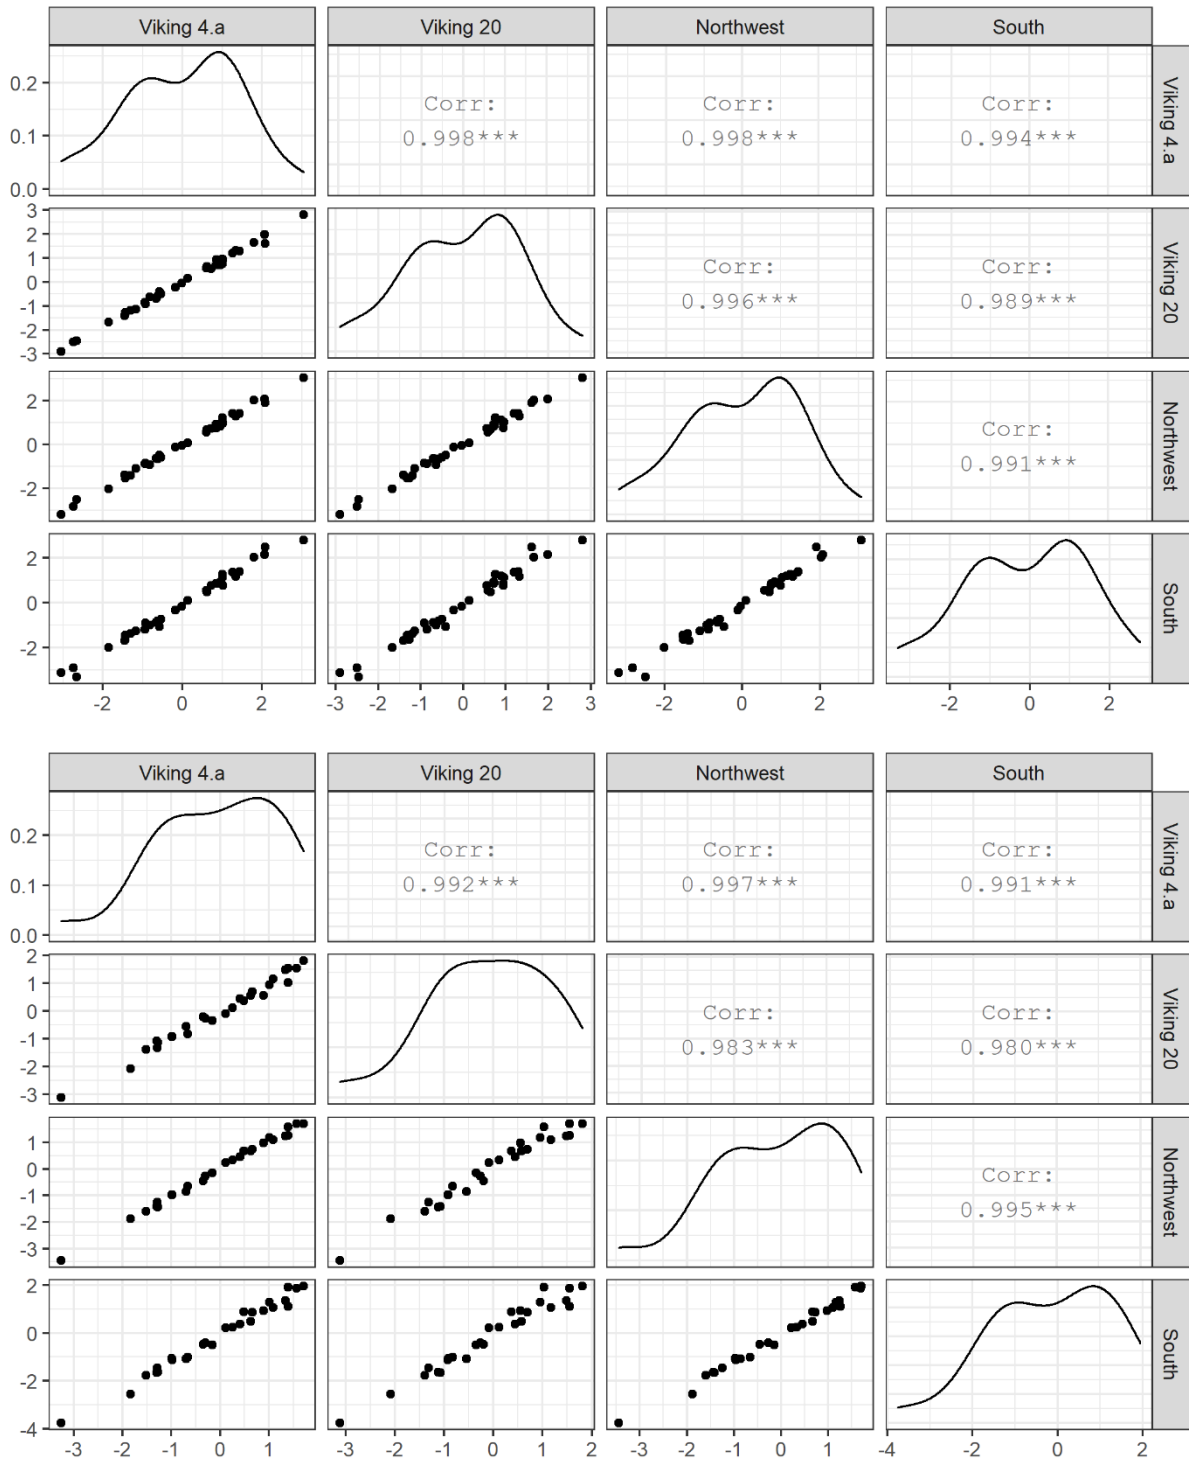 Viking 4.a Viking 20 Northwest South
0.2
0.1
0.0
Corr:
0.998***
Corr:
0.998***
Corr:
0.994***
Viking 4.a
3
2
1
0
-1
-2
-3
Corr:
0.996***
Corr:
0.989***
Viking 20
2
0
-2
Corr:
0.991***
Northwest
2
0
-2
South
-2 0 2 -3 -2 -1 0 1 2 3 -2 0 2 -2 0 2
Viking 4.a Viking 20 Northwest South
0.2
0.1
0.0
Corr:
0.992***
Corr:
0.997***
Corr:
0.991***
Viking 4.a
2
1
0
-1
-2
-3
Corr:
0.983***
Corr:
0.980***
Viking 20
1
0
-1
-2
-3
Corr:
0.995***
Northwest
2
0
-2
-4
South
-3 -2 -1 0 1 -3 -2 -1 0 1 2 -3 -2 -1 0 1 -4 -2 0 2